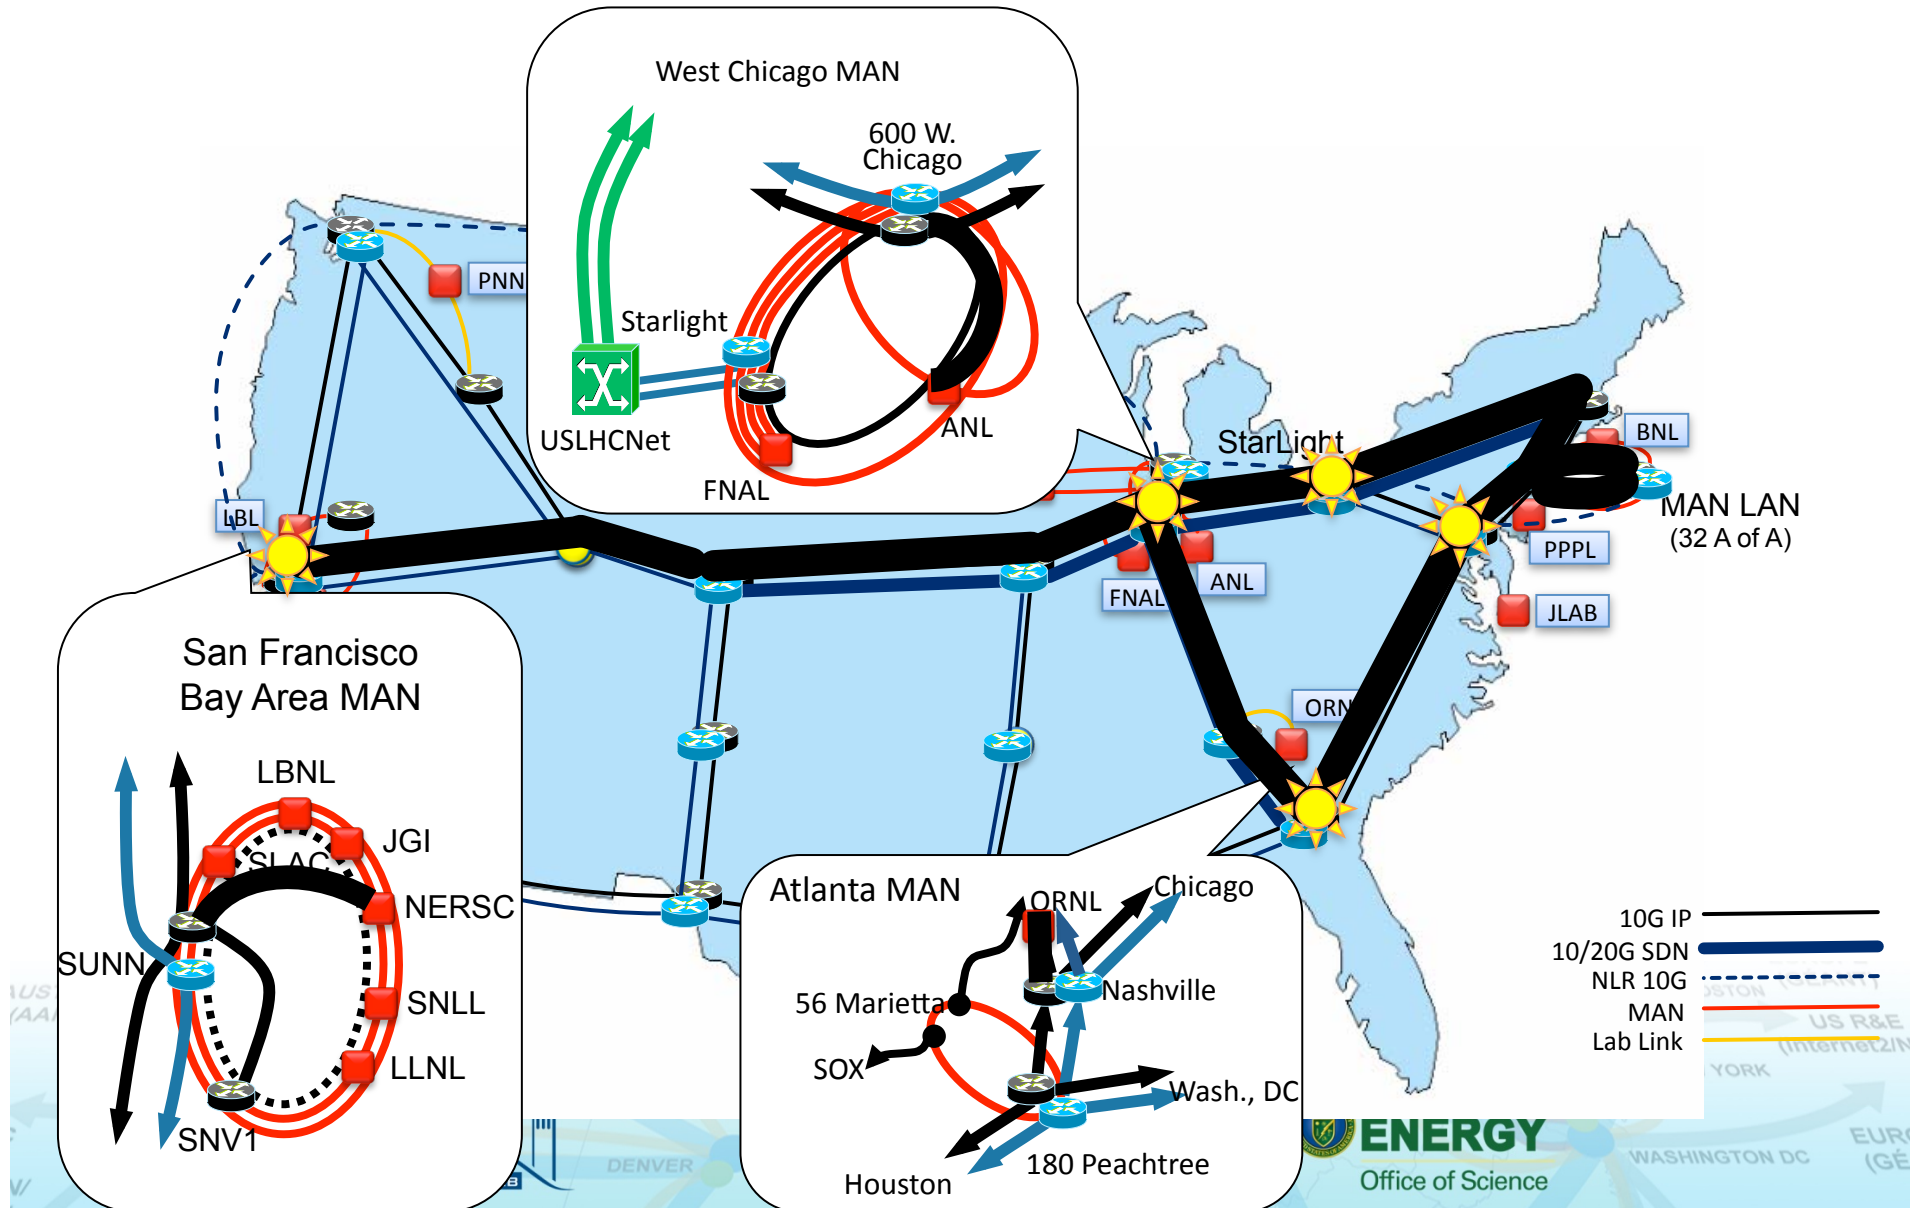 West Chicago MAN
600 W.
Chicago
Starlight
USLHCNet
ANL
FNAL
PNN
StarLight
BNL
MAN LAN
(32 A of A)
PPPL
JLAB
LBL
FNAL
ANL
ORN
San Francisco
Bay Area MAN
LBNL
JGI
SLAC
NERSC
SUNN
SNLL
LLNL
SNV1
Atlanta MAN
ORNL
Chicago
Nashville
56 Marietta
SOX
Wash., DC
180 Peachtree
Houston
10G IP
10/20G SDN
NLR 10G
MAN
Lab Link
US R&E
YORK
DENVER
WASHINGTON DC
ENERGY
Office of Science